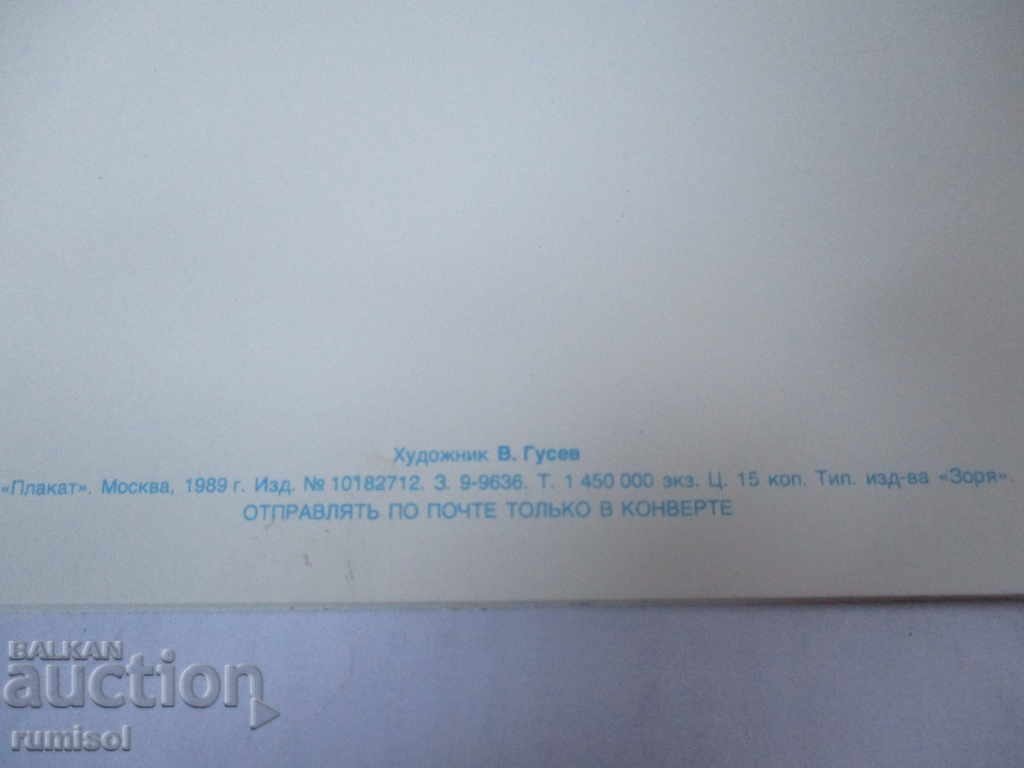 Художник В. Гусев
«Плакат». Москва, 1989 г. Изд. № 10182712. З. 9-9636. Т. 1 450 000 экз. Ц. 15 коп. Тип. изд-ва «Зоря».
ОТПРАВЛЯТЬ ПО ПОЧТЕ ТОЛЬКО В КОНВЕРТЕ
BALKAN
auction
rumisol